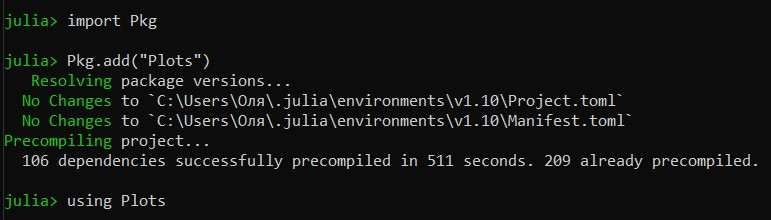 julia> import Pkg
julia> Pkg.add("Plots")
Resolving package versions...
No Changes to `C:\Users\Оля\.julia\environments\v1.10\Project.toml`
No Changes to `C:\Users\Оля\.julia\environments\v1.10\Manifest.toml`
Precompiling project...
106 dependencies successfully precompiled in 511 seconds. 209 already precompiled.
julia> using Plots